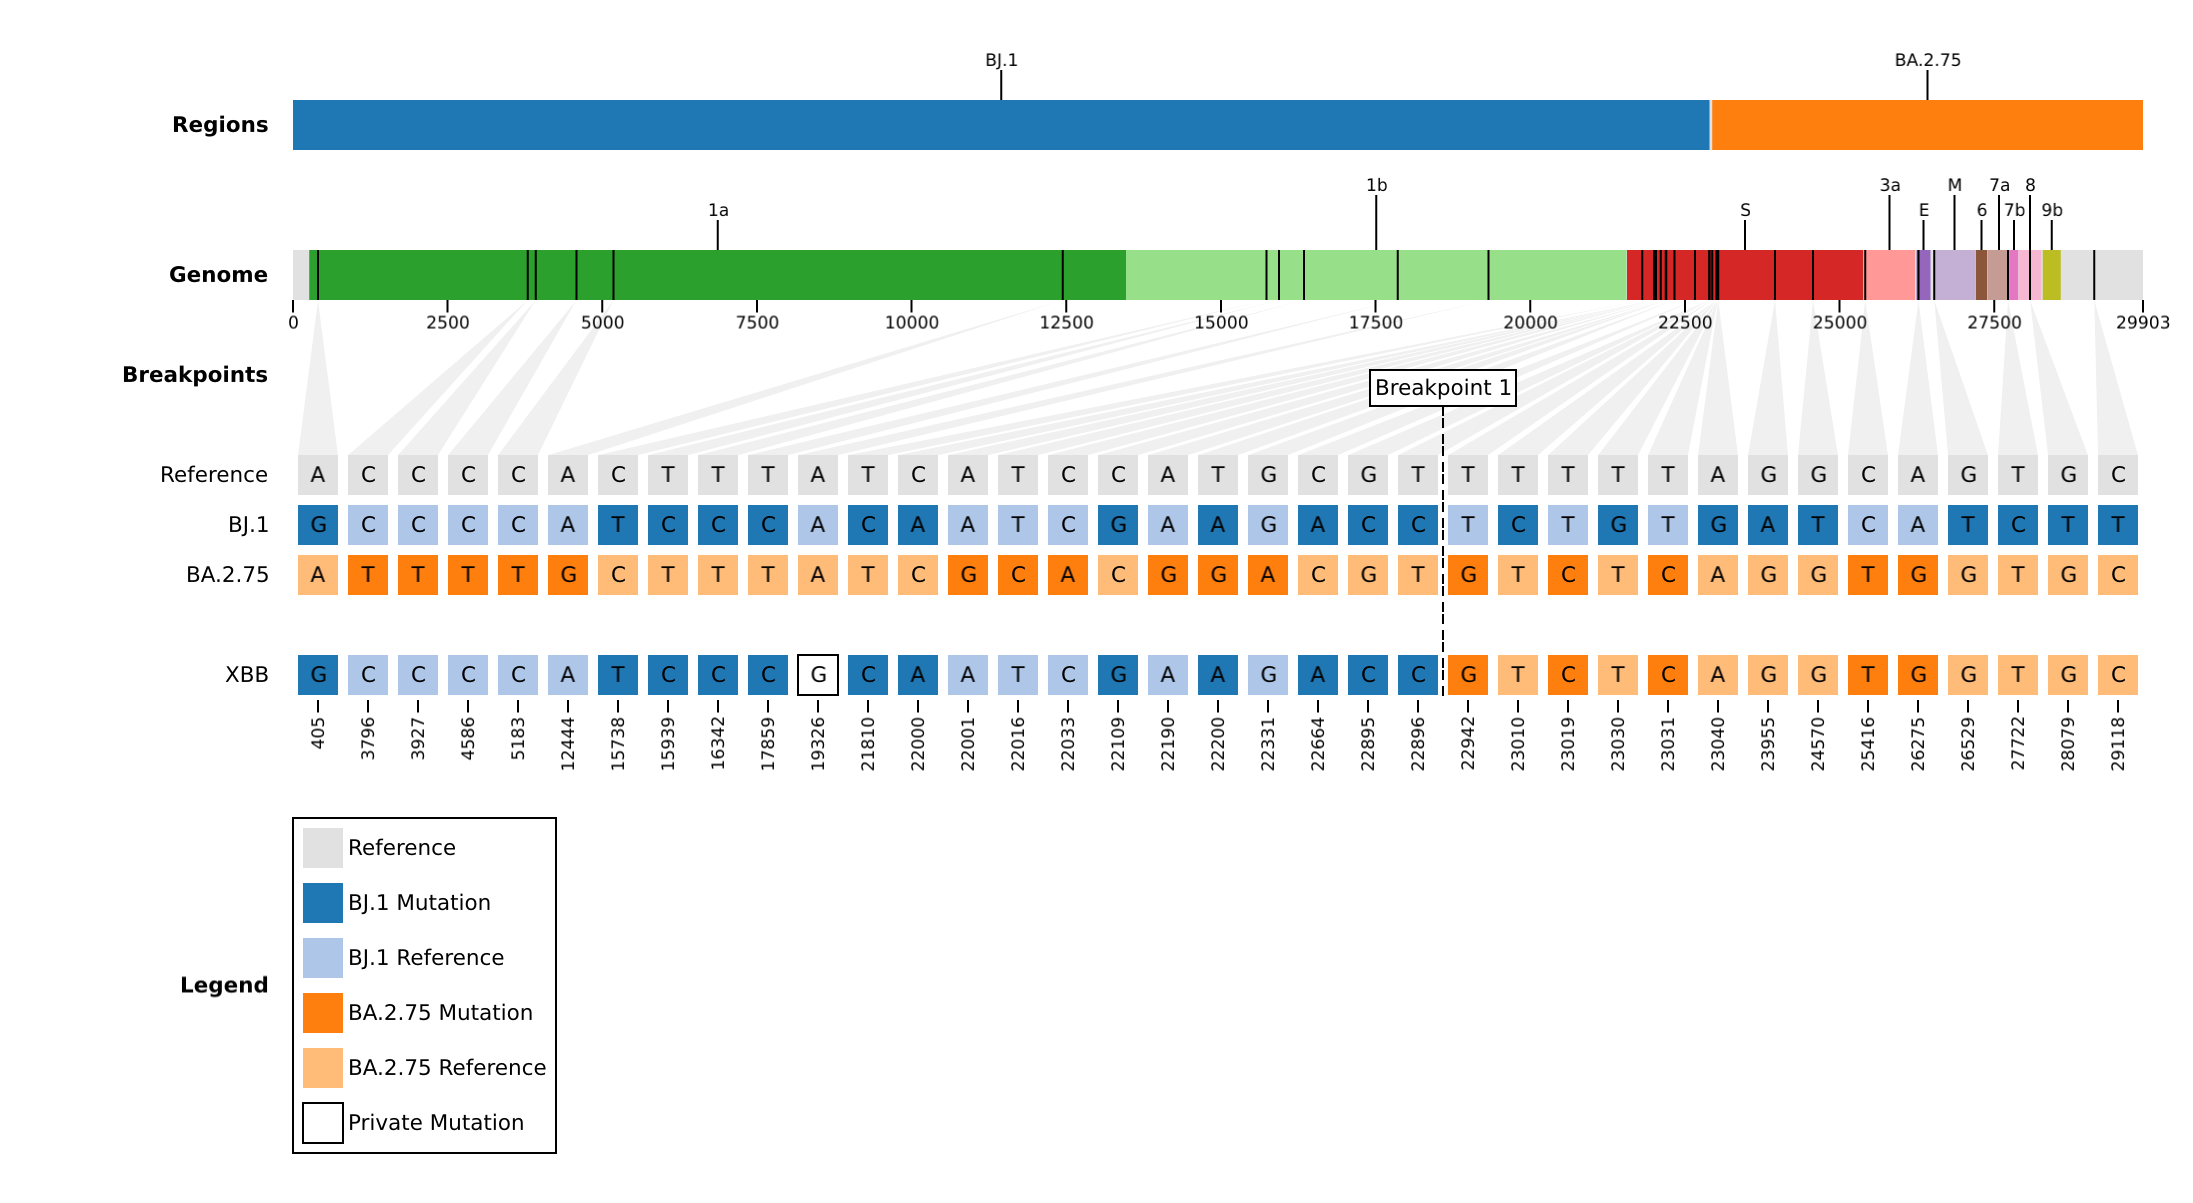 BJ.1 BA.2.75
Regions
1b 3a M 7a 8
1a S E 6 7b 9b
Genome
0 2500 5000 7500 10000 12500 15000 17500 20000 22500 25000 27500 29903
Breakpoints
Breakpoint 1
Reference A C C C C A C T T T A T C A T C C A T G C G T T T T T T A G G C A G T G C
BJ.1 G C C C C A T C C C A C A A T C G A A G A C C T C T G T G A T C A T C T T
BA.2.75 A T T T T G C T T T A T C G C A C G G A C G T G T C T C A G G T G G T G C
XBB G C C C C A T C C C G C A A T C G A A G A C C G T C T C A G G T G G T G C
405 3796 3927 4586 5183 12444 15738 15939 16342 17859 19326 21810 22000 22001 22016 22033 22109 22190 22200 22331 22664 22895 22896 22942 23010 23019 23030 23031 23040 23955 24570 25416 26275 26529 27722 28079 29118
Legend
Reference
BJ.1 Mutation
BJ.1 Reference
BA.2.75 Mutation
BA.2.75 Reference
Private Mutation